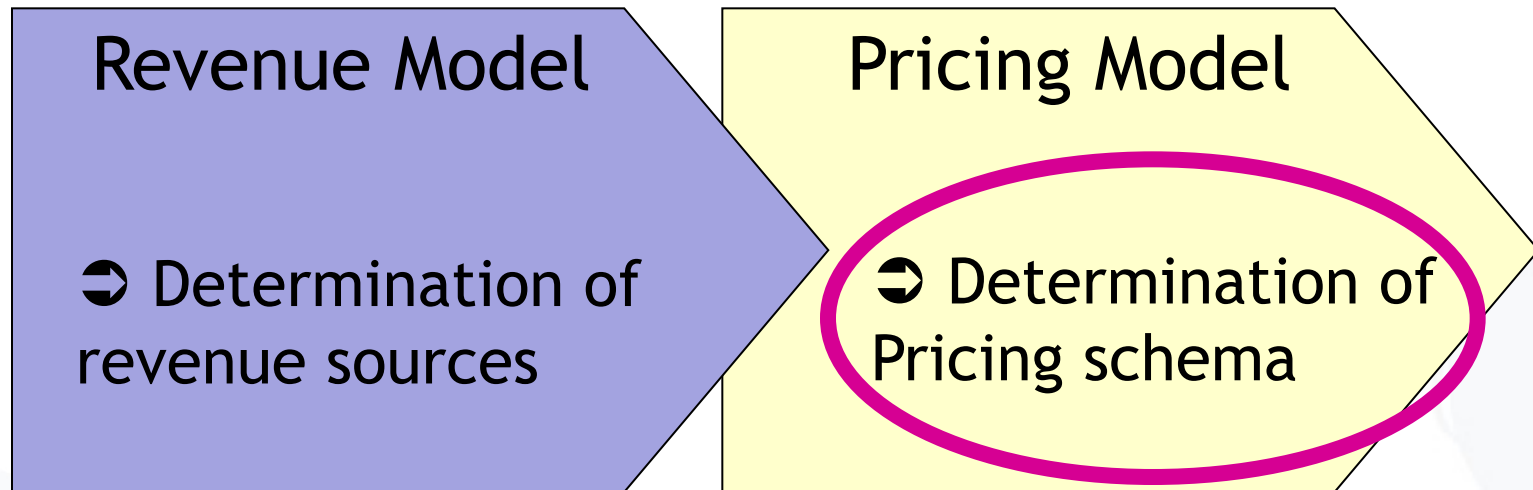 Revenue Model
➲ Determination of
revenue sources
Pricing Model
➲ Determination of
Pricing schema